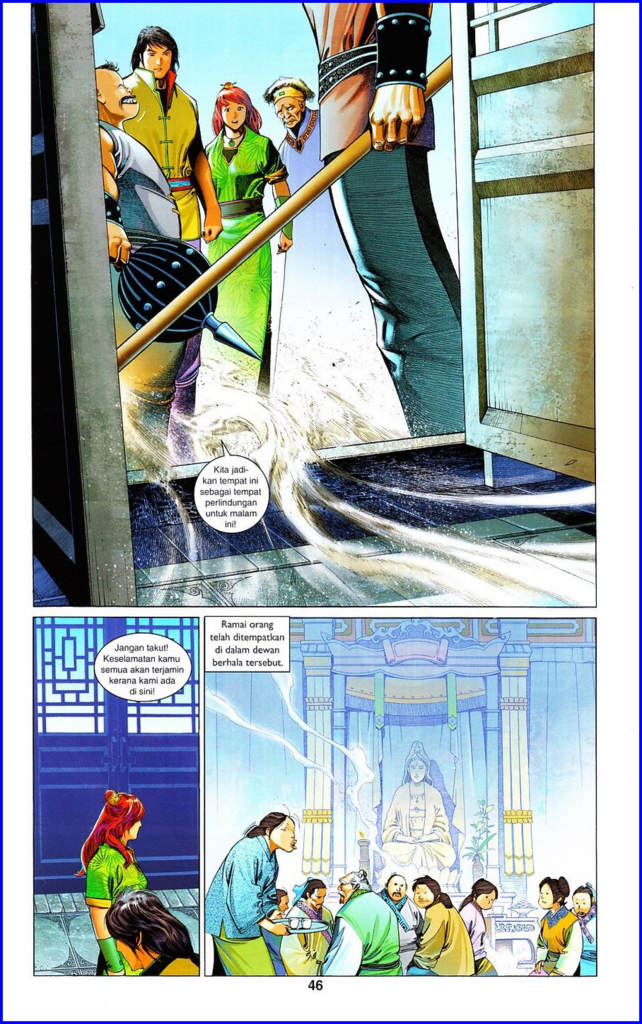 Kita jadi-
kan tempat ini
sebagai tempat
perlindungan
untuk malam
ini!
Jangan takut!
Keselamatan kamu
semua akan terjamin
kerana kami ada
di sini!
Ramai orang
telah ditempatkan
di dalam dewan
berhala tersebut.
46